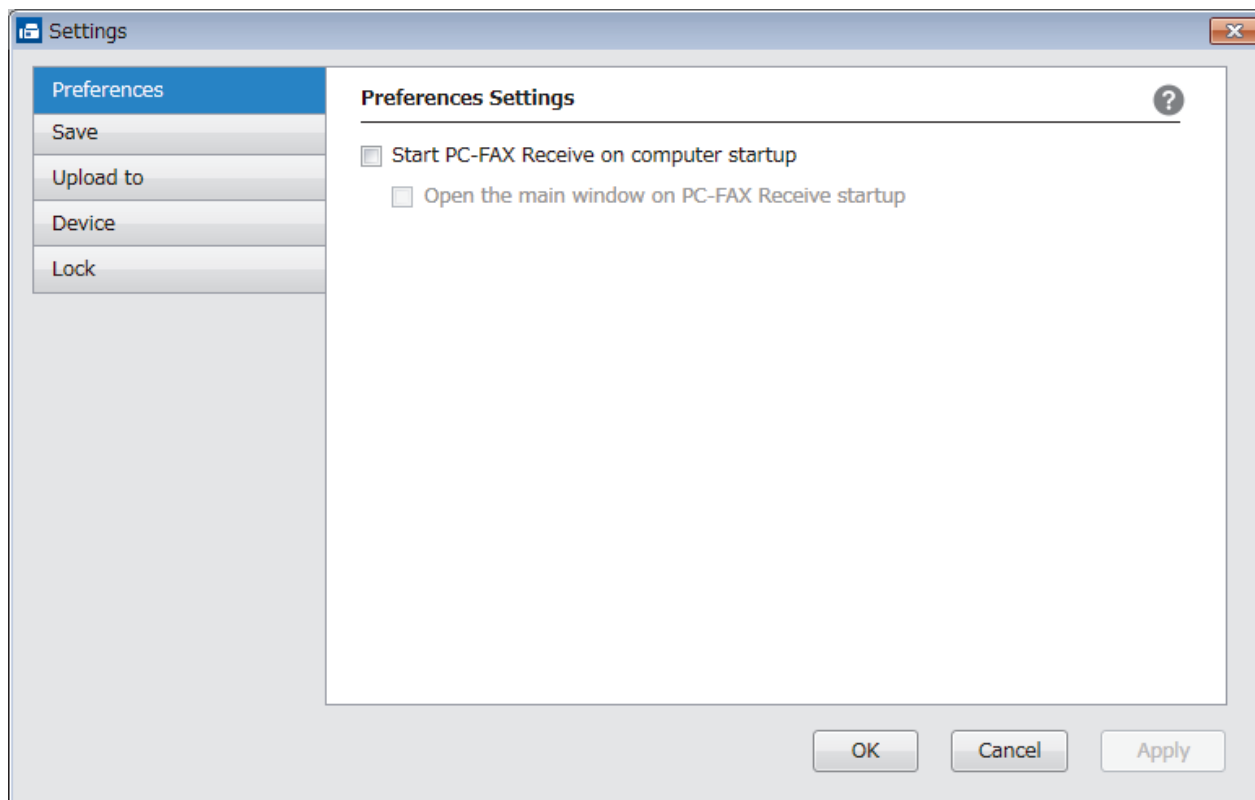 Settings
Preferences
Save
Upload to
Device
Lock
Preferences Settings
?
Start PC-FAX Receive on computer startup
Open the main window on PC-FAX Receive startup
OK
Cancel
Apply